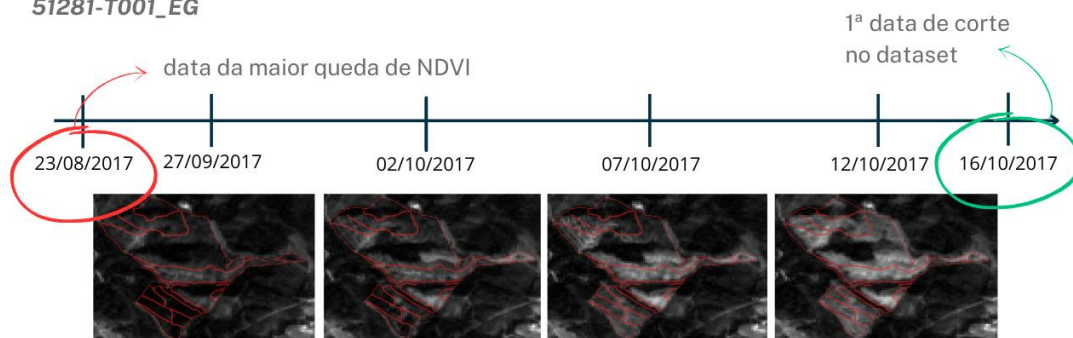 51281-T001_EG
1ª data de corte
no dataset
data da maior queda de NDVI
23/08/2017
27/09/2017
02/10/2017
07/10/2017
12/10/2017
16/10/2017